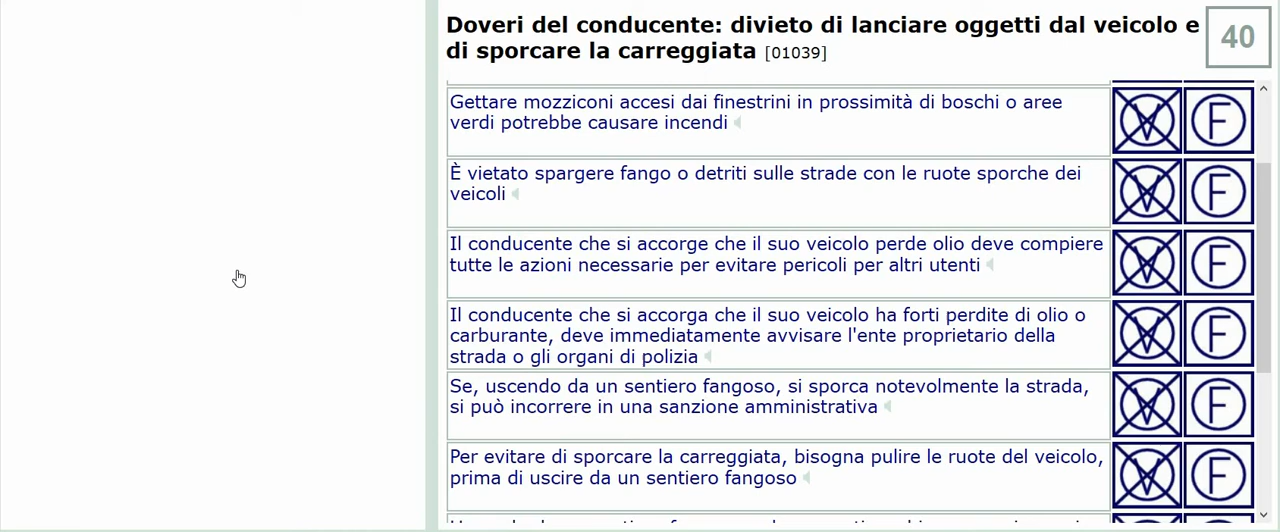 Doveri del conducente: divieto di lanciare oggetti dal veicolo e
di sporcare la carreggiata [01039]
40
Gettare mozziconi accesi dai finestrini in prossimità di boschi o aree
verdi potrebbe causare incendi
V F
È vietato spargere fango o detriti sulle strade con le ruote sporche dei
veicoli
V F
Il conducente che si accorge che il suo veicolo perde olio deve compiere
tutte le azioni necessarie per evitare pericoli per altri utenti
V F
Il conducente che si accorga che il suo veicolo ha forti perdite di olio o
carburante, deve immediatamente avvisare l'ente proprietario della
strada o gli organi di polizia
V F
Se, uscendo da un sentiero fangoso, si sporca notevolmente la strada,
si può incorrere in una sanzione amministrativa
V F
Per evitare di sporcare la carreggiata, bisogna pulire le ruote del veicolo,
prima di uscire da un sentiero fangoso
V F